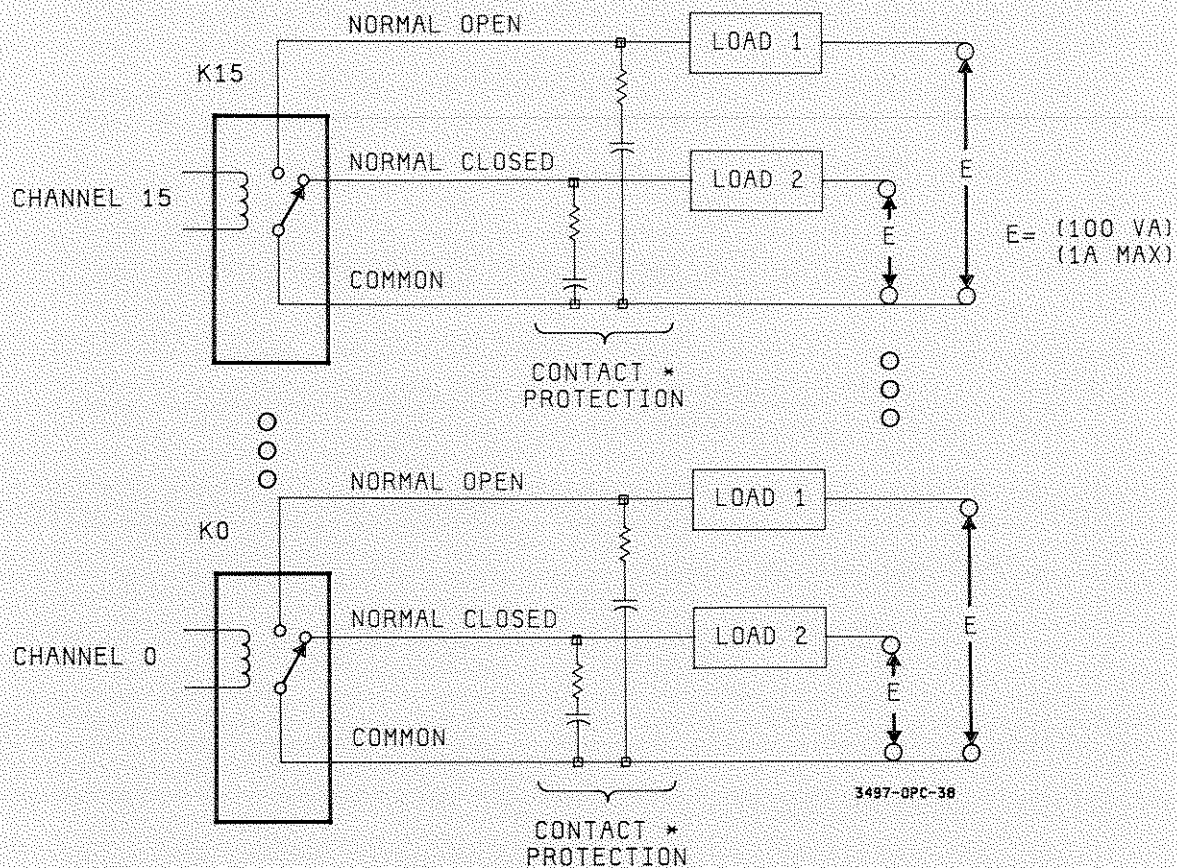 NORMAL OPEN
LOAD 1
K15
NORMAL CLOSED
LOAD 2
CHANNEL 15
E
E
E= (100 VA)
(1A MAX)
COMMON
CONTACT *
PROTECTION
NORMAL OPEN
LOAD 1
K0
NORMAL CLOSED
LOAD 2
CHANNEL 0
E
E
COMMON
3497-OPC-38
CONTACT *
PROTECTION